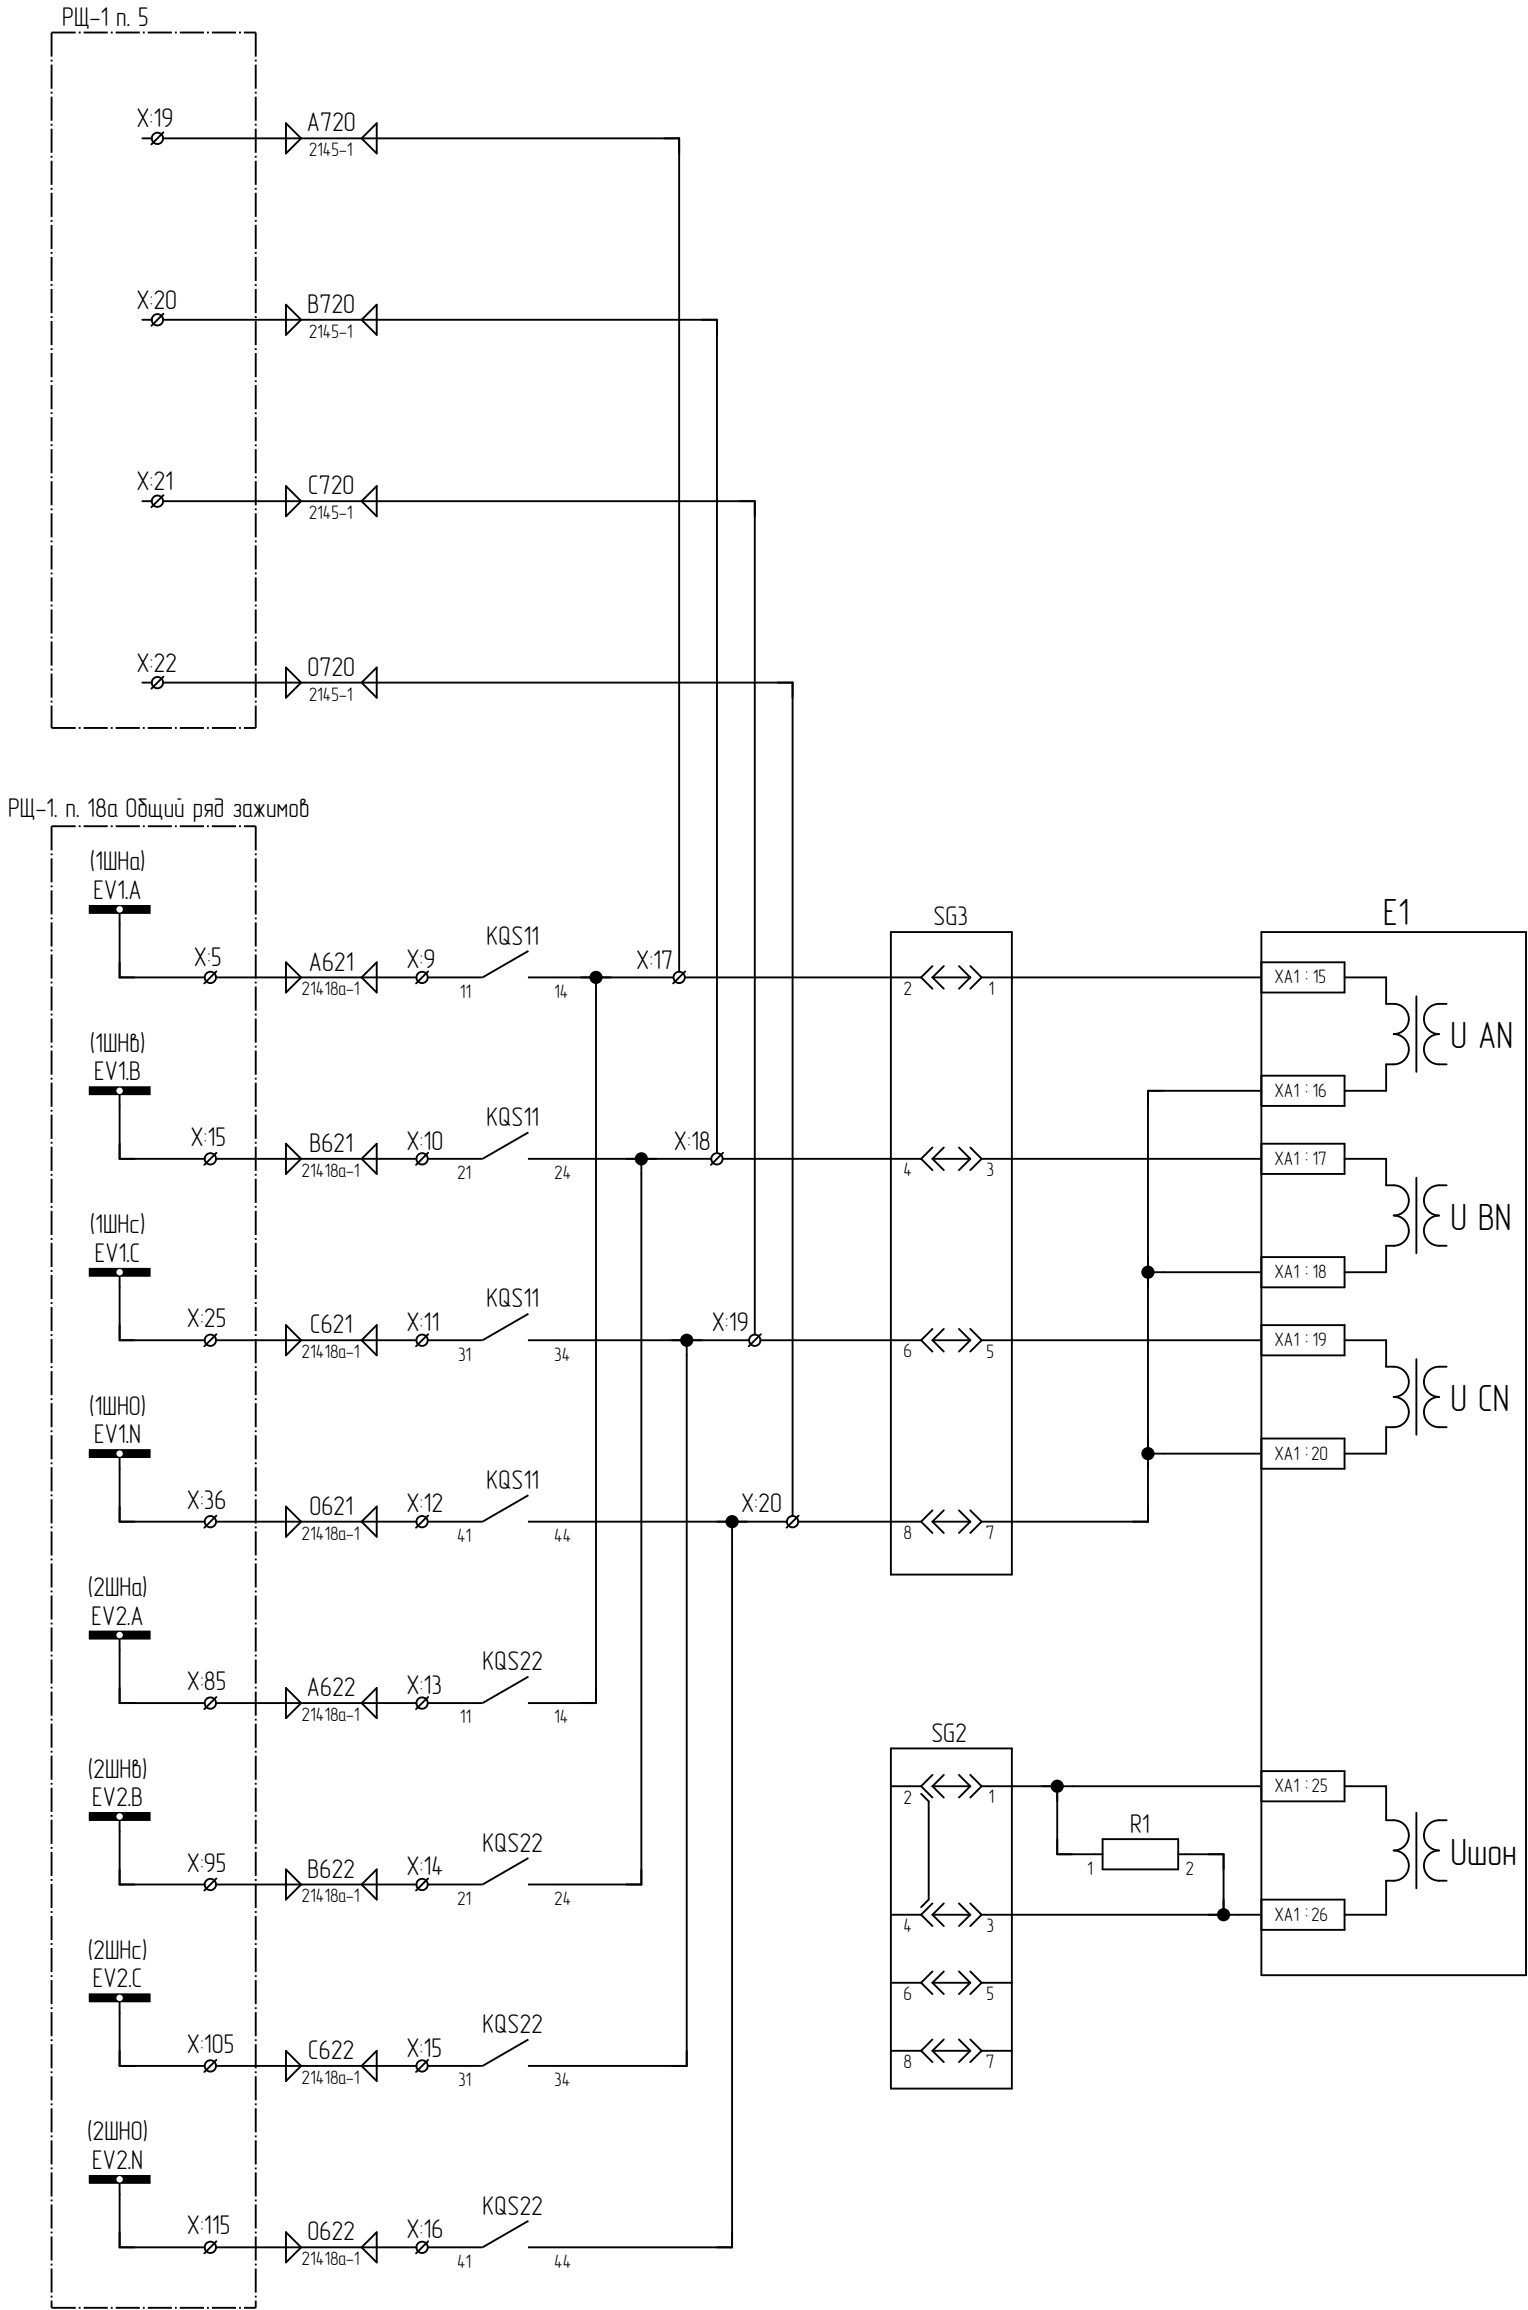 РЩ-1 п. 5
X:19
A720
2145-1
X:20
B720
2145-1
X:21
C720
2145-1
X:22
O720
2145-1
РЩ-1. п. 18а Общий ряд зажимов
(1ШНа)
EV1.A
X:5
A621
21418а-1
X:9
KQS11
11
14
X:17
(1ШНв)
EV1.B
X:15
B621
21418а-1
X:10
KQS11
21
24
X:18
(1ШНс)
EV1.C
X:25
C621
21418а-1
X:11
KQS11
31
34
X:19
(1ШНО)
EV1.N
X:36
O621
21418а-1
X:12
KQS11
41
44
X:20
(2ШНа)
EV2.A
X:85
A622
21418а-1
X:13
KQS22
11
14
(2ШНв)
EV2.B
X:95
B622
21418а-1
X:14
KQS22
21
24
(2ШНс)
EV2.C
X:105
C622
21418а-1
X:15
KQS22
31
34
(2ШНО)
EV2.N
X:115
O622
21418а-1
X:16
KQS22
41
44
SG3
2
1
4
3
6
5
8
7
SG2
2
1
4
3
6
5
8
7
R1
1
2
E1
XA1 : 15
U AN
XA1 : 16
XA1 : 17
U BN
XA1 : 18
XA1 : 19
U CN
XA1 : 20
XA1 : 25
Uшон
XA1 : 26